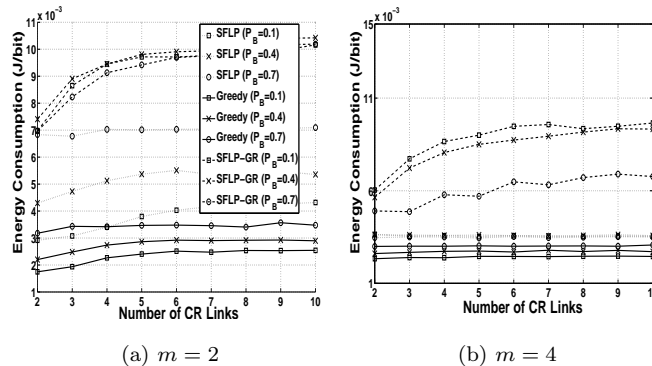 x 10⁻³
11
10
9
8
7
6
5
4
3
2
1
2 3 4 5 6 7 8 9 10
Energy Consumption (J/bit)
Number of CR Links
SFLP (P_B=0.1)
SFLP (P_B=0.4)
SFLP (P_B=0.7)
Greedy (P_B=0.1)
Greedy (P_B=0.4)
Greedy (P_B=0.7)
SFLP-GR (P_B=0.1)
SFLP-GR (P_B=0.4)
SFLP-GR (P_B=0.7)
(a) m = 2
x 10⁻³
15
11
6
1
2 3 4 5 6 7 8 9 10
Energy Consumption (J/bit)
Number of CR Links
(b) m = 4